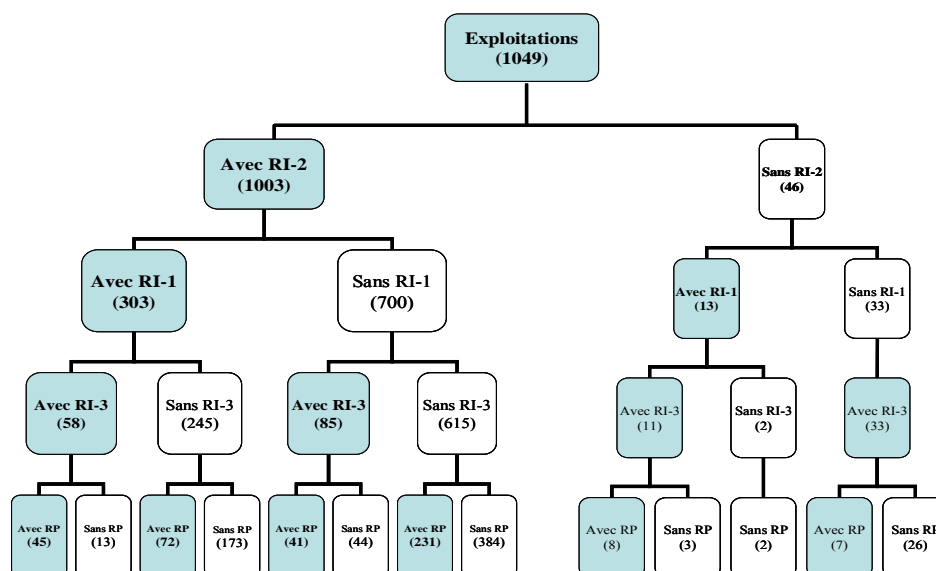 Exploitations
(1049)
Avec RI-2
(1003)
Sans RI-2
(46)
Avec RI-1
(303)
Sans RI-1
(700)
Avec RI-1
(13)
Sans RI-1
(33)
Avec RI-3
(58)
Sans RI-3
(245)
Avec RI-3
(85)
Sans RI-3
(615)
Avec RI-3
(11)
Sans RI-3
(2)
Avec RI-3
(33)
Avec RP
(45)
Sans RP
(13)
Avec RP
(72)
Sans RP
(173)
Avec RP
(41)
Sans RP
(44)
Avec RP
(231)
Sans RP
(384)
Avec RP
(8)
Sans RP
(3)
Sans RP
(2)
Avec RP
(7)
Sans RP
(26)